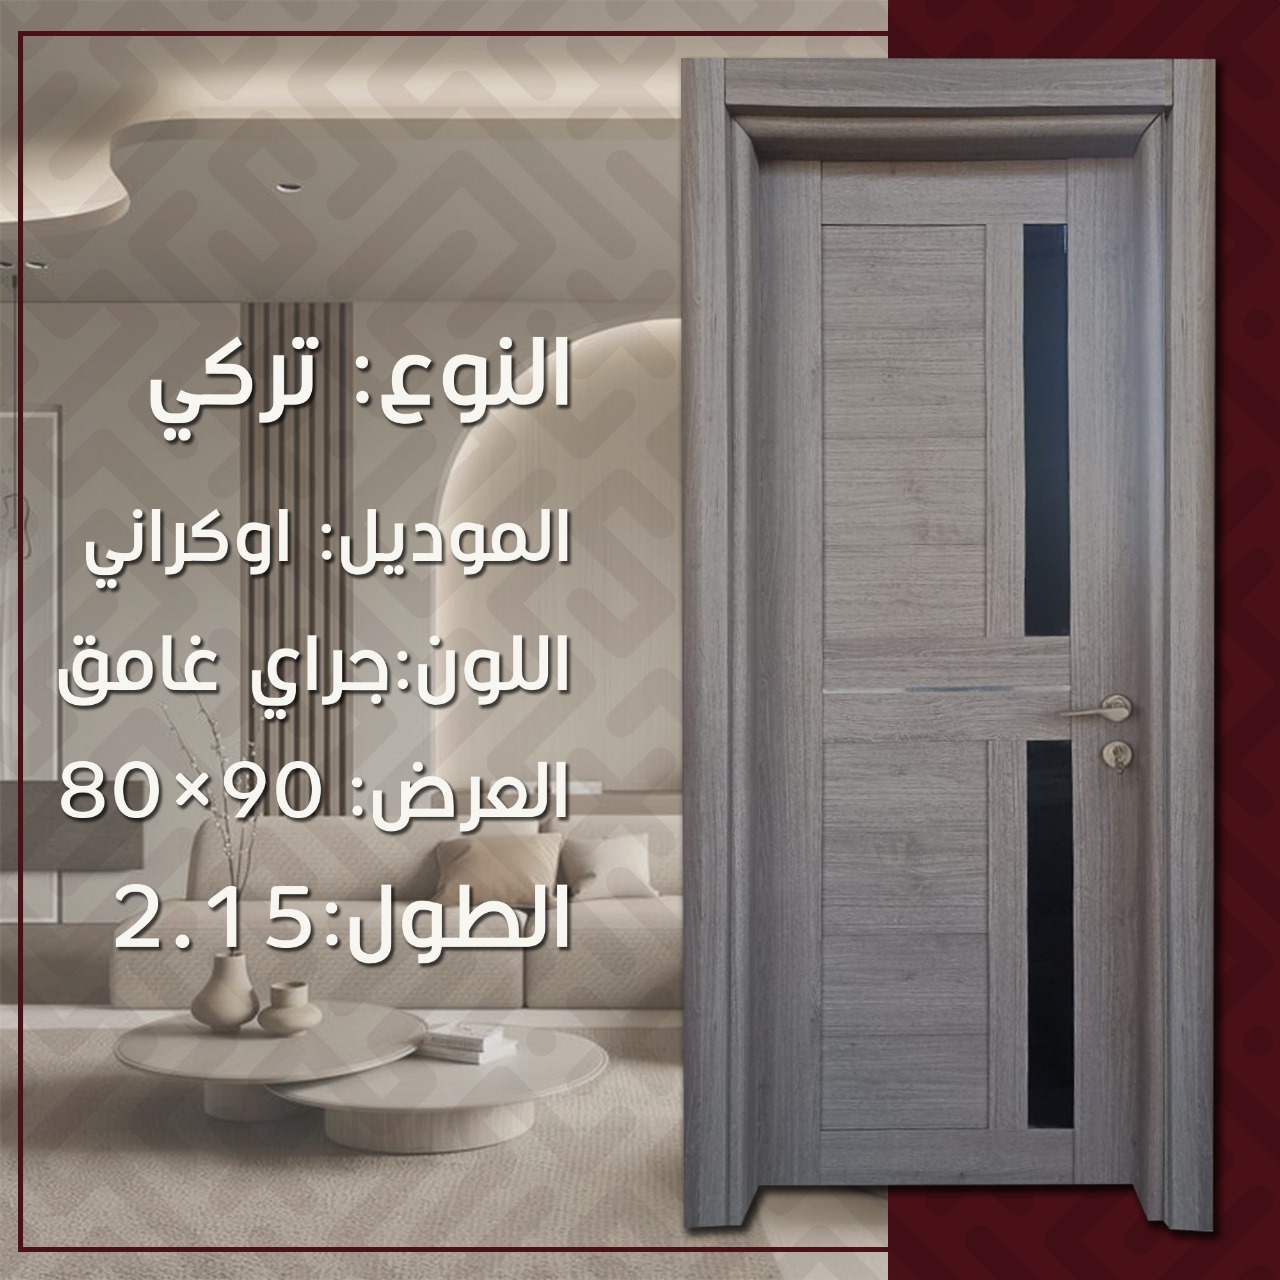 النوع: تركي
الموديل: اوكراني
اللون:جراي غامق
العرض: 90×80
الطول:2.15